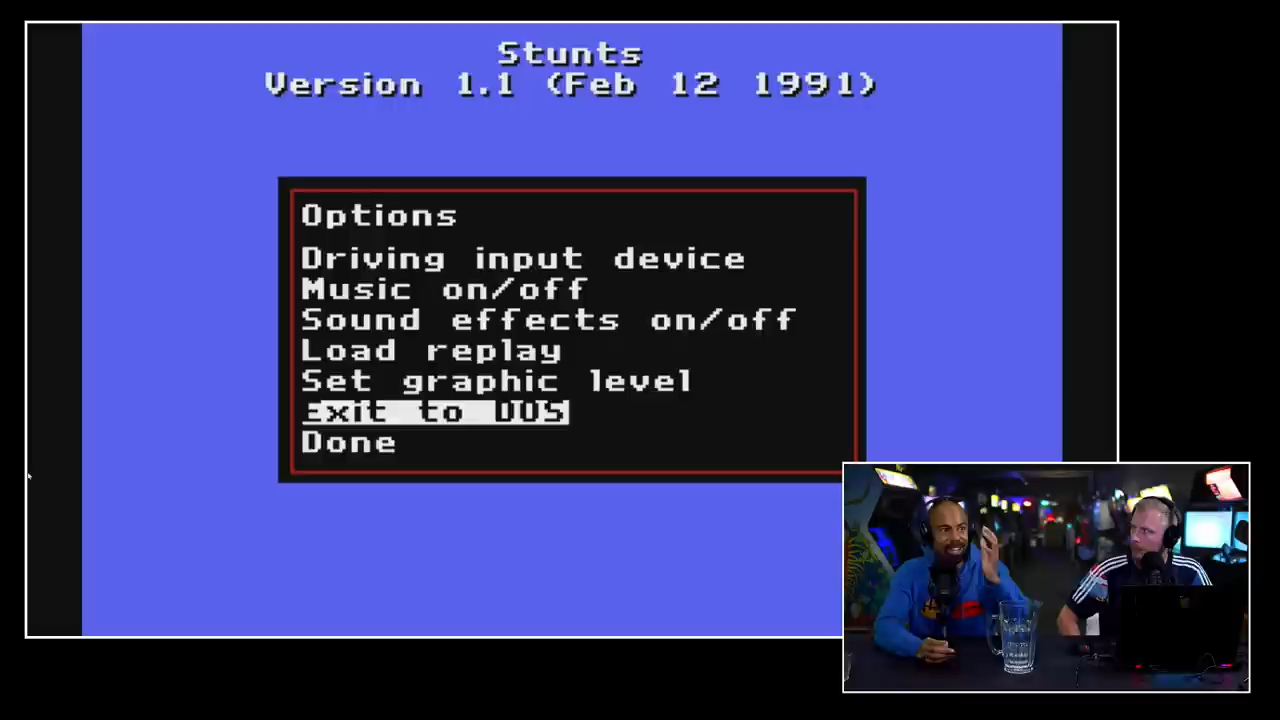 Stunts
Version 1.1 (Feb 12 1991)
Options
Driving input device
Music on/off
Sound effects on/off
Load replay
Set graphic level
Exit to DOS
Done